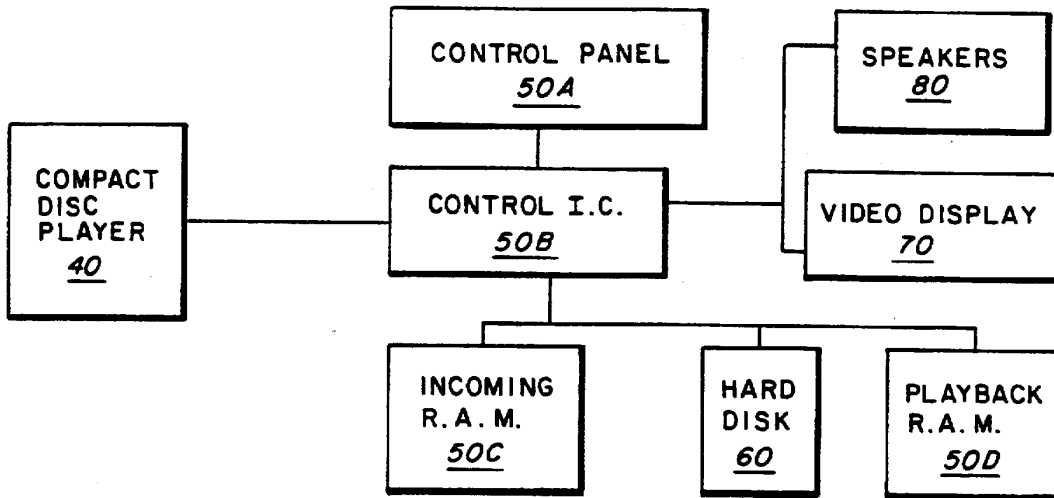 CONTROL PANEL
50A
SPEAKERS
80
COMPACT
DISC
PLAYER
40
CONTROL I.C.
50B
VIDEO DISPLAY
70
INCOMING
R.A.M.
50C
HARD
DISK
60
PLAYBACK
R.A.M.
50D